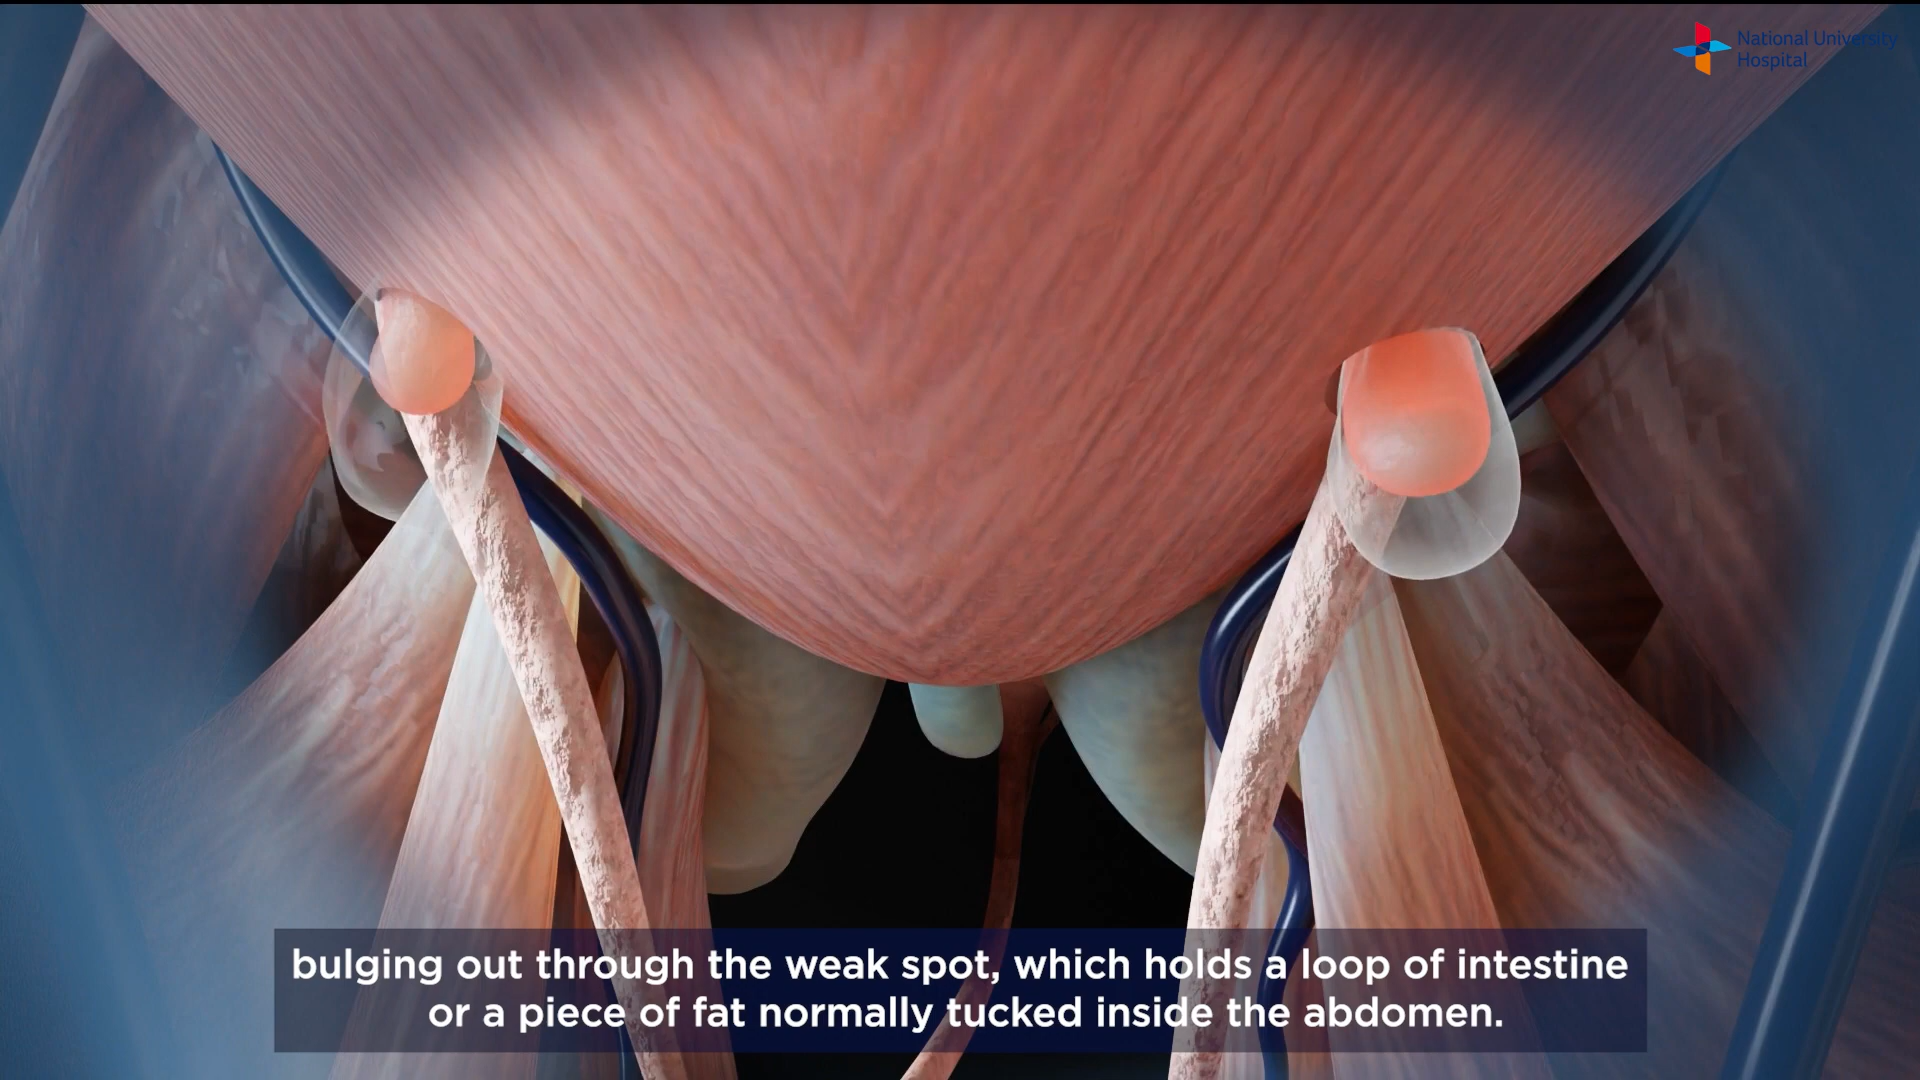 National University
Hospital
bulging out through the weak spot, which holds a loop of intestine
or a piece of fat normally tucked inside the abdomen.